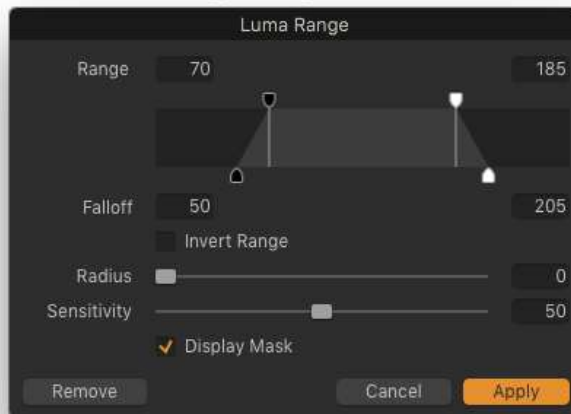 Luma Range
Range 70 185
Falloff 50 205
Invert Range
Radius 0
Sensitivity 50
Display Mask
Remove Cancel Apply